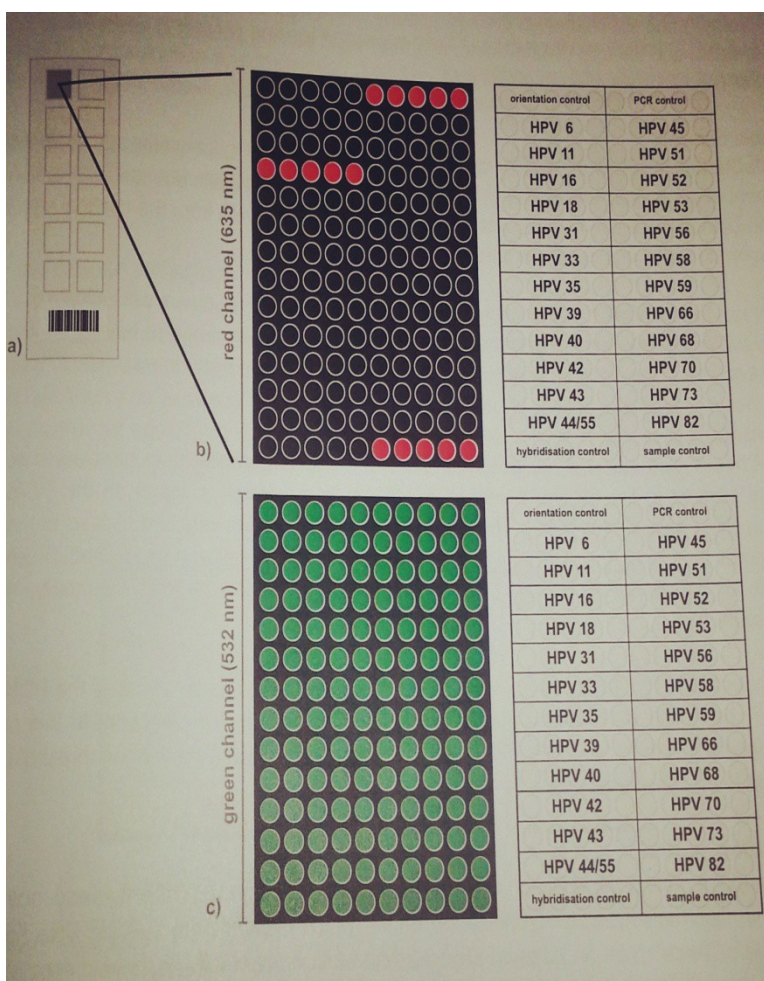 a)
red channel (635 nm)
b)
orientation control PCR control
HPV 6 HPV 45
HPV 11 HPV 51
HPV 16 HPV 52
HPV 18 HPV 53
HPV 31 HPV 56
HPV 33 HPV 58
HPV 35 HPV 59
HPV 39 HPV 66
HPV 40 HPV 68
HPV 42 HPV 70
HPV 43 HPV 73
HPV 44/55 HPV 82
hybridisation control sample control
green channel (532 nm)
c)
orientation control PCR control
HPV 6 HPV 45
HPV 11 HPV 51
HPV 16 HPV 52
HPV 18 HPV 53
HPV 31 HPV 56
HPV 33 HPV 58
HPV 35 HPV 59
HPV 39 HPV 66
HPV 40 HPV 68
HPV 42 HPV 70
HPV 43 HPV 73
HPV 44/55 HPV 82
hybridisation control sample control